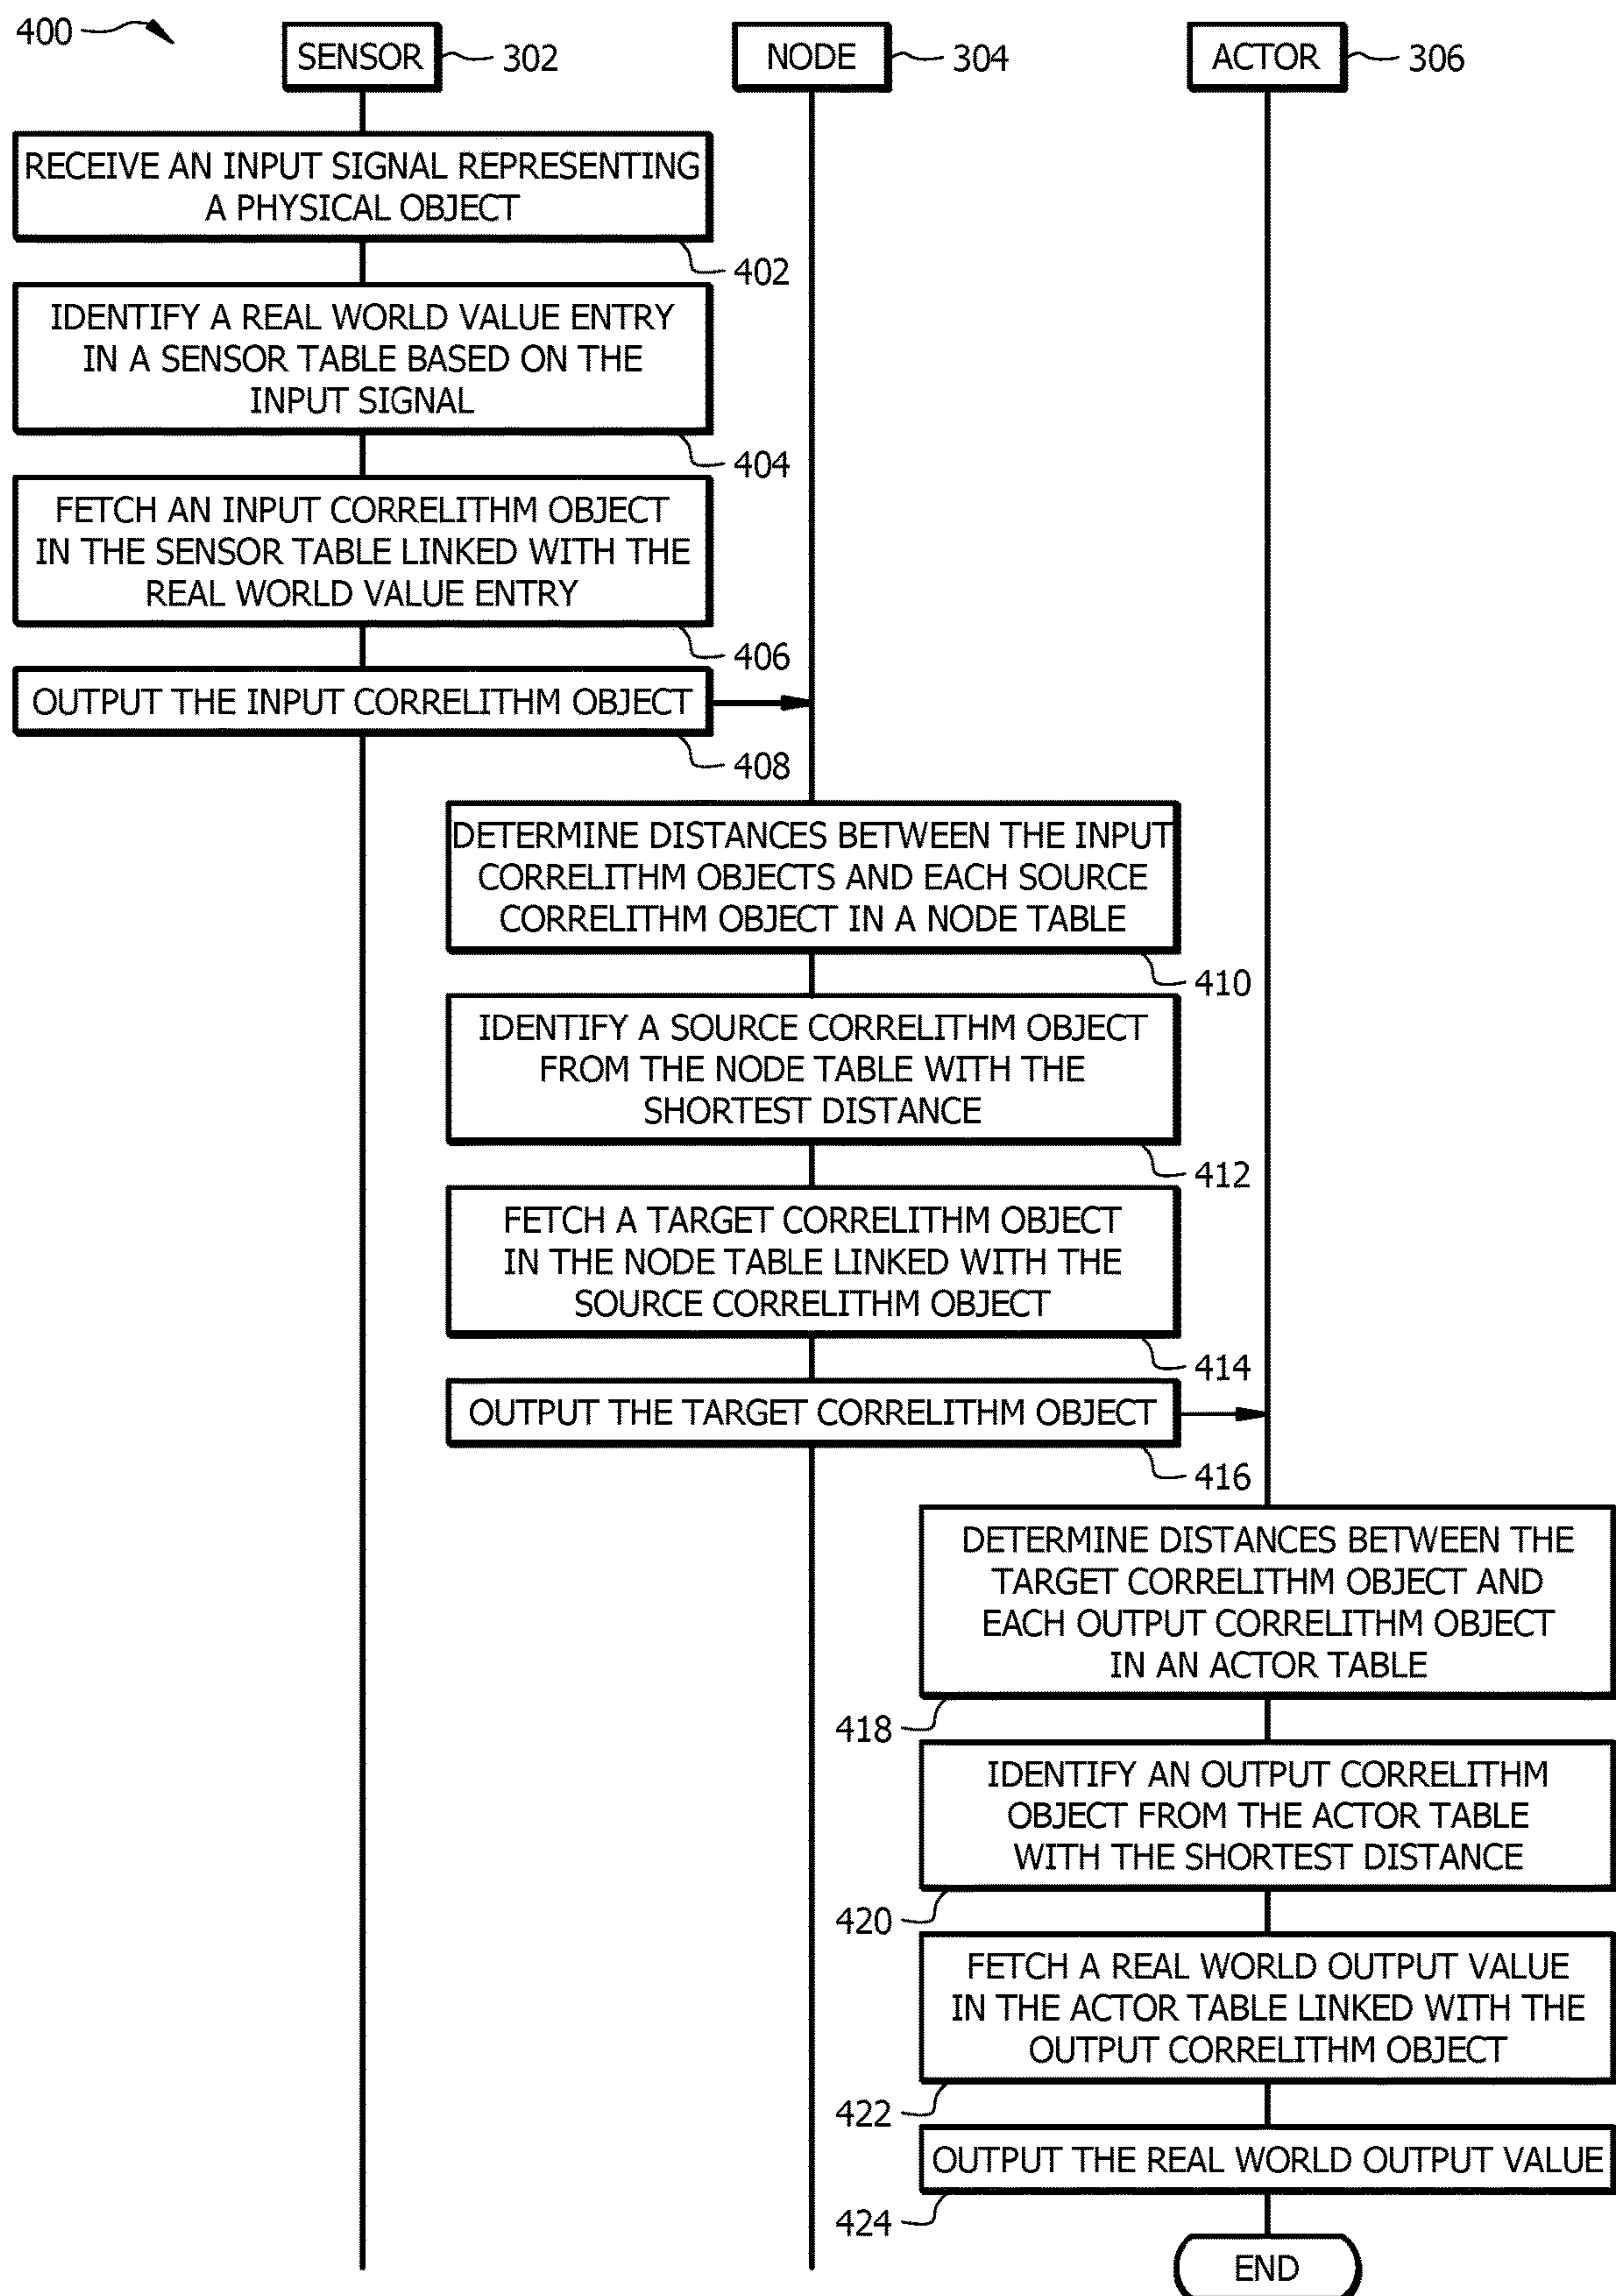 400
SENSOR
302
NODE
304
ACTOR
306
RECEIVE AN INPUT SIGNAL REPRESENTING
A PHYSICAL OBJECT
402
IDENTIFY A REAL WORLD VALUE ENTRY
IN A SENSOR TABLE BASED ON THE
INPUT SIGNAL
404
FETCH AN INPUT CORRELITHM OBJECT
IN THE SENSOR TABLE LINKED WITH THE
REAL WORLD VALUE ENTRY
406
OUTPUT THE INPUT CORRELITHM OBJECT
408
DETERMINE DISTANCES BETWEEN THE INPUT
CORRELITHM OBJECTS AND EACH SOURCE
CORRELITHM OBJECT IN A NODE TABLE
410
IDENTIFY A SOURCE CORRELITHM OBJECT
FROM THE NODE TABLE WITH THE
SHORTEST DISTANCE
412
FETCH A TARGET CORRELITHM OBJECT
IN THE NODE TABLE LINKED WITH THE
SOURCE CORRELITHM OBJECT
414
OUTPUT THE TARGET CORRELITHM OBJECT
416
DETERMINE DISTANCES BETWEEN THE
TARGET CORRELITHM OBJECT AND
EACH OUTPUT CORRELITHM OBJECT
IN AN ACTOR TABLE
418
IDENTIFY AN OUTPUT CORRELITHM
OBJECT FROM THE ACTOR TABLE
WITH THE SHORTEST DISTANCE
420
FETCH A REAL WORLD OUTPUT VALUE
IN THE ACTOR TABLE LINKED WITH THE
OUTPUT CORRELITHM OBJECT
422
OUTPUT THE REAL WORLD OUTPUT VALUE
424
END